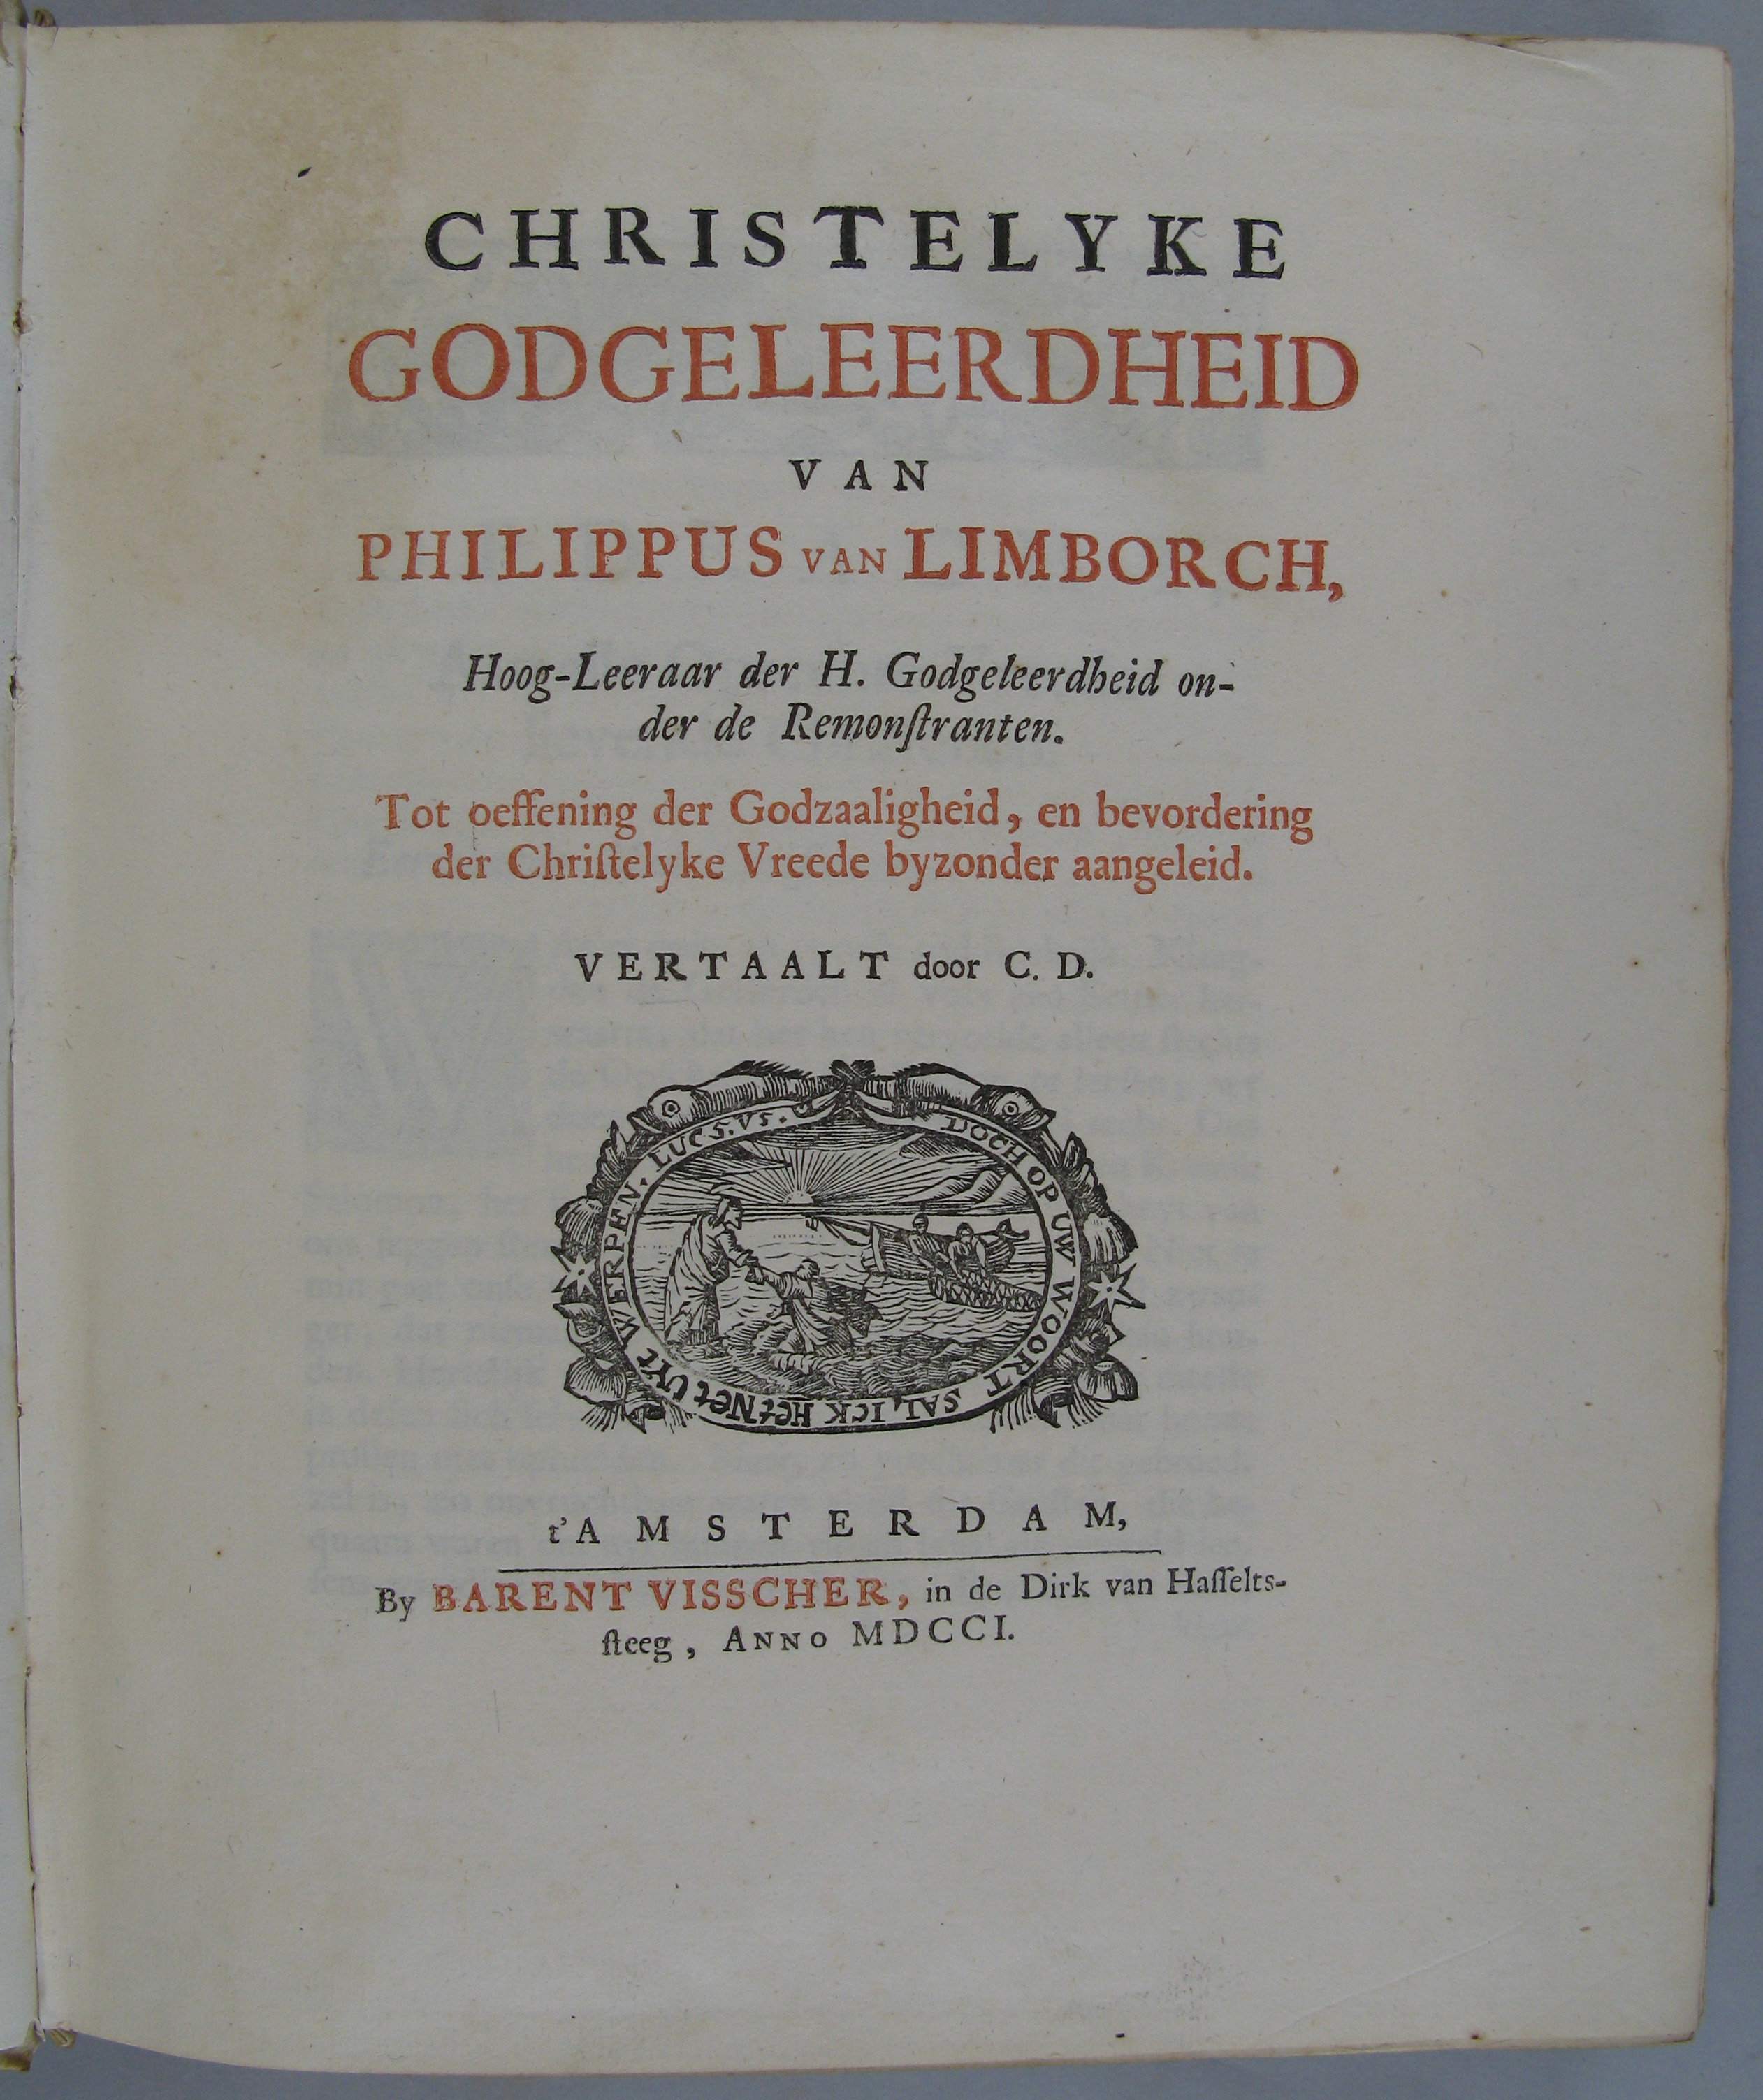 CHRISTELYKE
GODGELEERDHEID
VAN
PHILIPPUS VAN LIMBORCH,
Hoog-Leeraar der H. Godgeleerdheid on-
der de Remonſtranten.
Tot oeffening der Godzaaligheid, en bevordering
der Chriſtelyke Vreede byzonder aangeleid.
VERTAALT door C. D.
DOCH OP UW WOORT SAL ICK Het Net UYt WERPEN. LUC 5. VS.
t'AMSTERDAM,
By BARENT VISSCHER, in de Dirk van Haſſelts-
ſteeg, ANNO MDCCI.